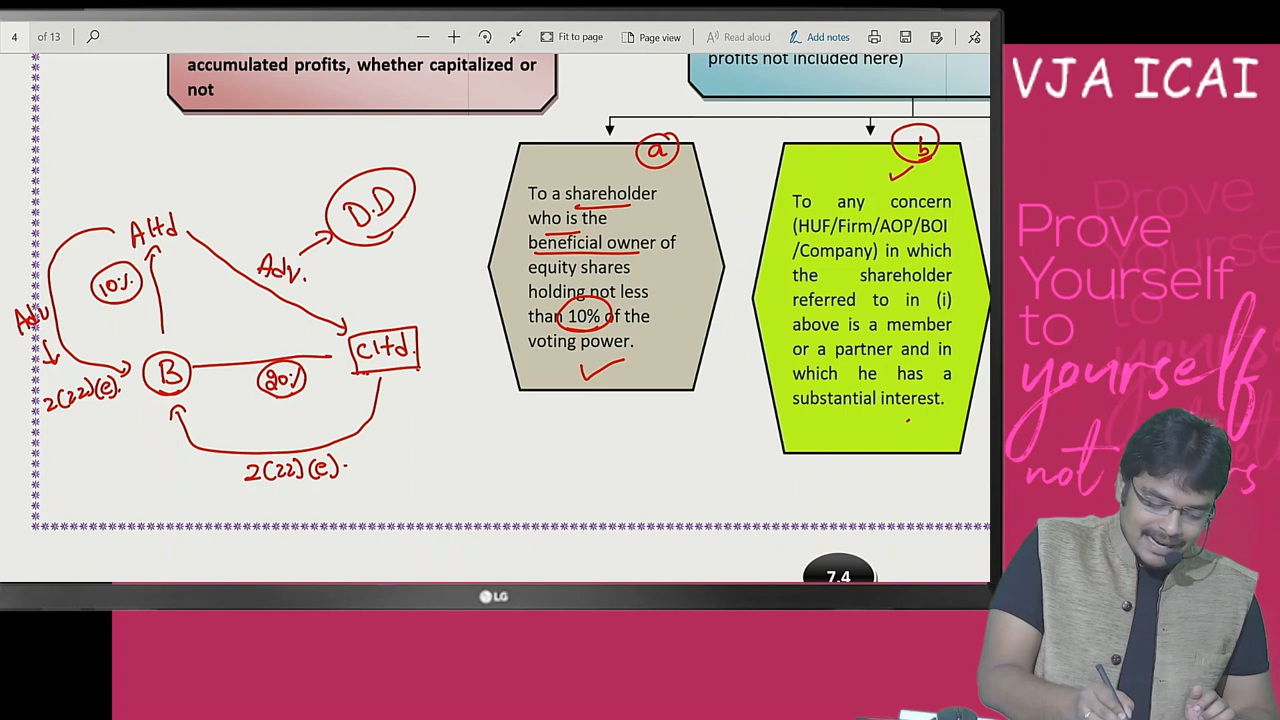 4 of 13
Fit to page
Page view
Read aloud
Add notes
accumulated profits, whether capitalized or
not
profits not included here)
a
To a shareholder
who is the
beneficial owner of
equity shares
holding not less
than 10% of the
voting power.
b
To any concern
(HUF/Firm/AOP/BOI
/Company) in which
the shareholder
referred to in (i)
above is a member
or a partner and in
which he has a
substantial interest.
D.D
A ltd
Adv.
10%
Adv
C ltd.
B
20%
2(22)(e).
2(22)(e).
7.4
LG
VJA ICAI
Prove
Yourself
to
yourself
not